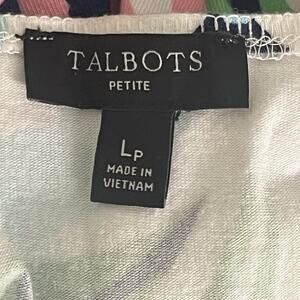 TALBOTS
PETITE
LP
MADE IN
VIETNAM